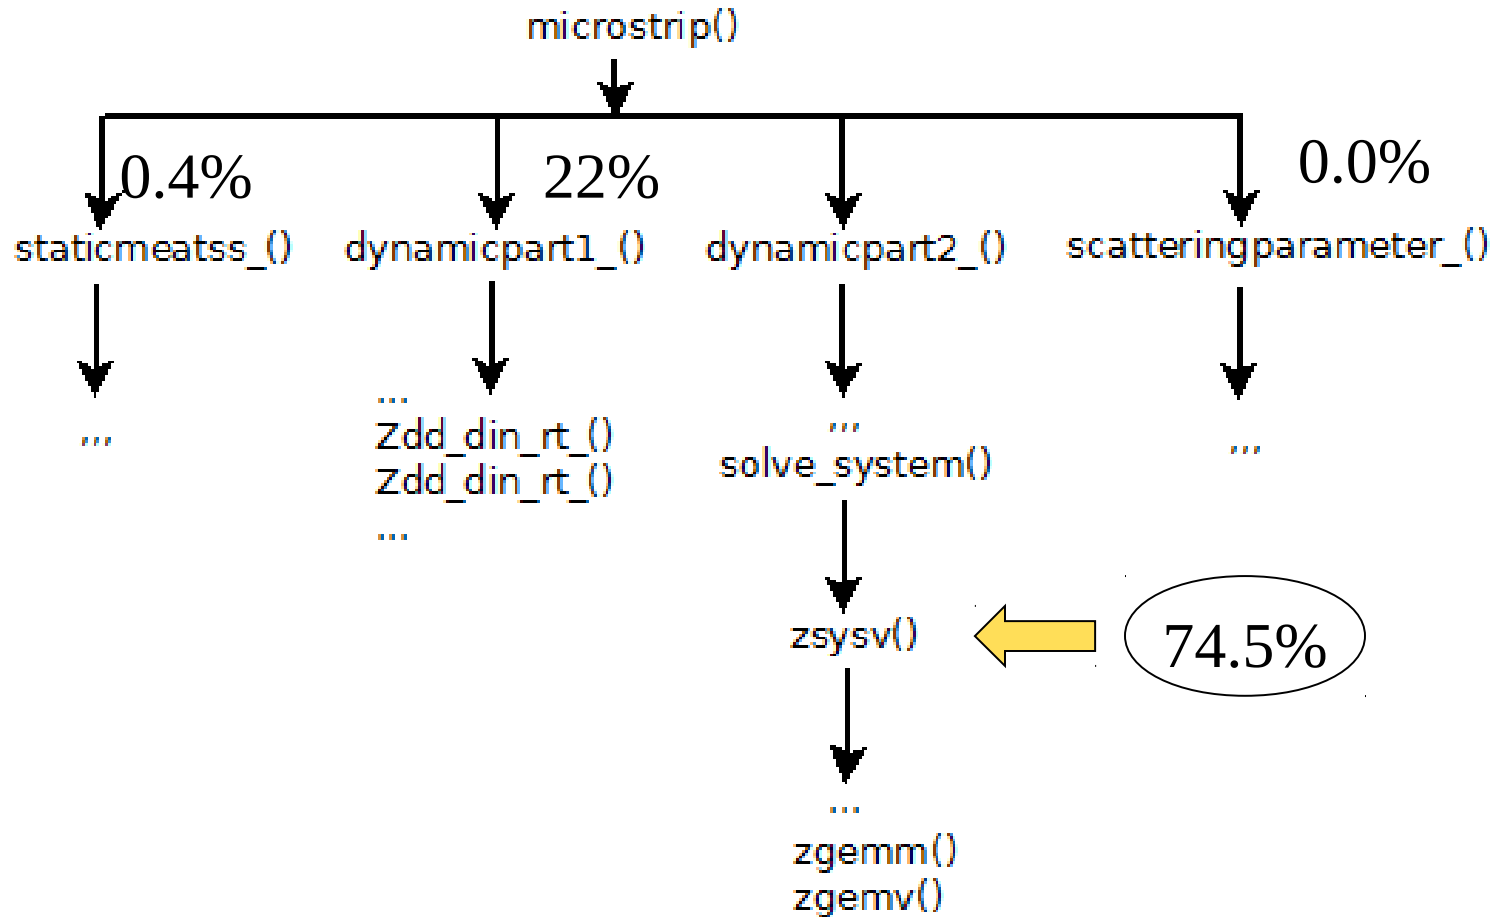 microstrip()
0.4%
22%
0.0%
staticmeatss_()
dynamicpart1_()
dynamicpart2_()
scatteringparameter_()
...
...
Zdd_din_rt_()
Zdd_din_rt_()
...
...
solve_system()
...
zsysv()
74.5%
...
zgemm()
zgemv()